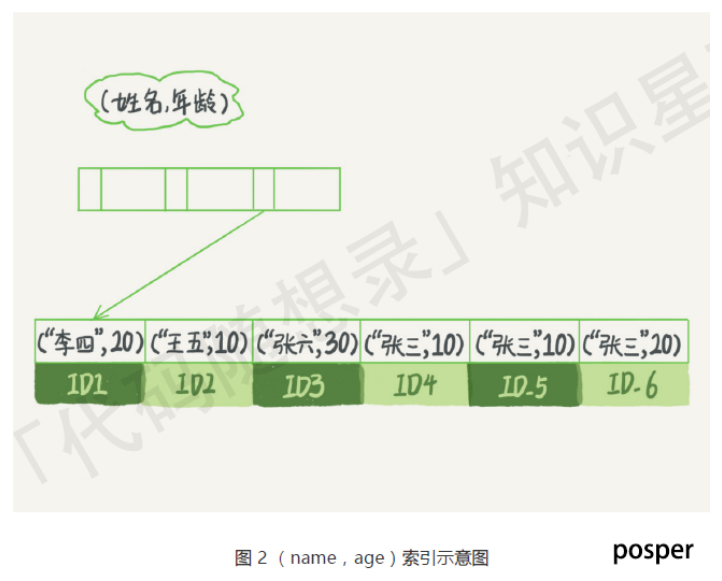 (姓名,年龄)
("李四",20) ("王五",10) ("张六",30) ("张三",10) ("张三",10) ("张三",20)
ID1 ID2 ID3 ID4 ID-5 ID-6
「代码随想录」知识星
图 2 （ name , age ) 索引示意图
posper